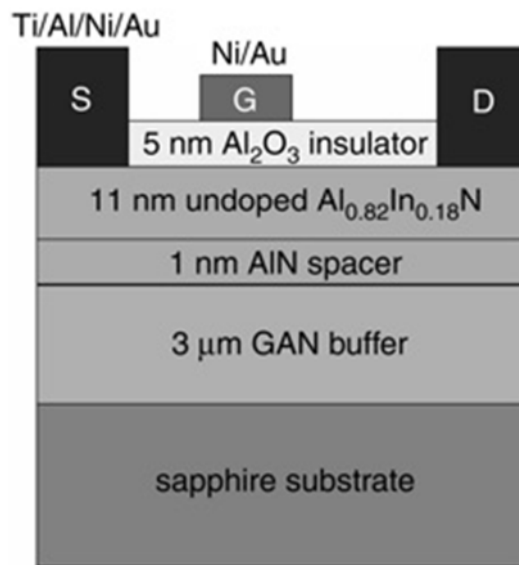 Ti/Al/Ni/Au
Ni/Au
S
G
D
5 nm Al₂O₃ insulator
11 nm undoped Al₀.₈₂In₀.₁₈N
1 nm AlN spacer
3 μm GAN buffer
sapphire substrate